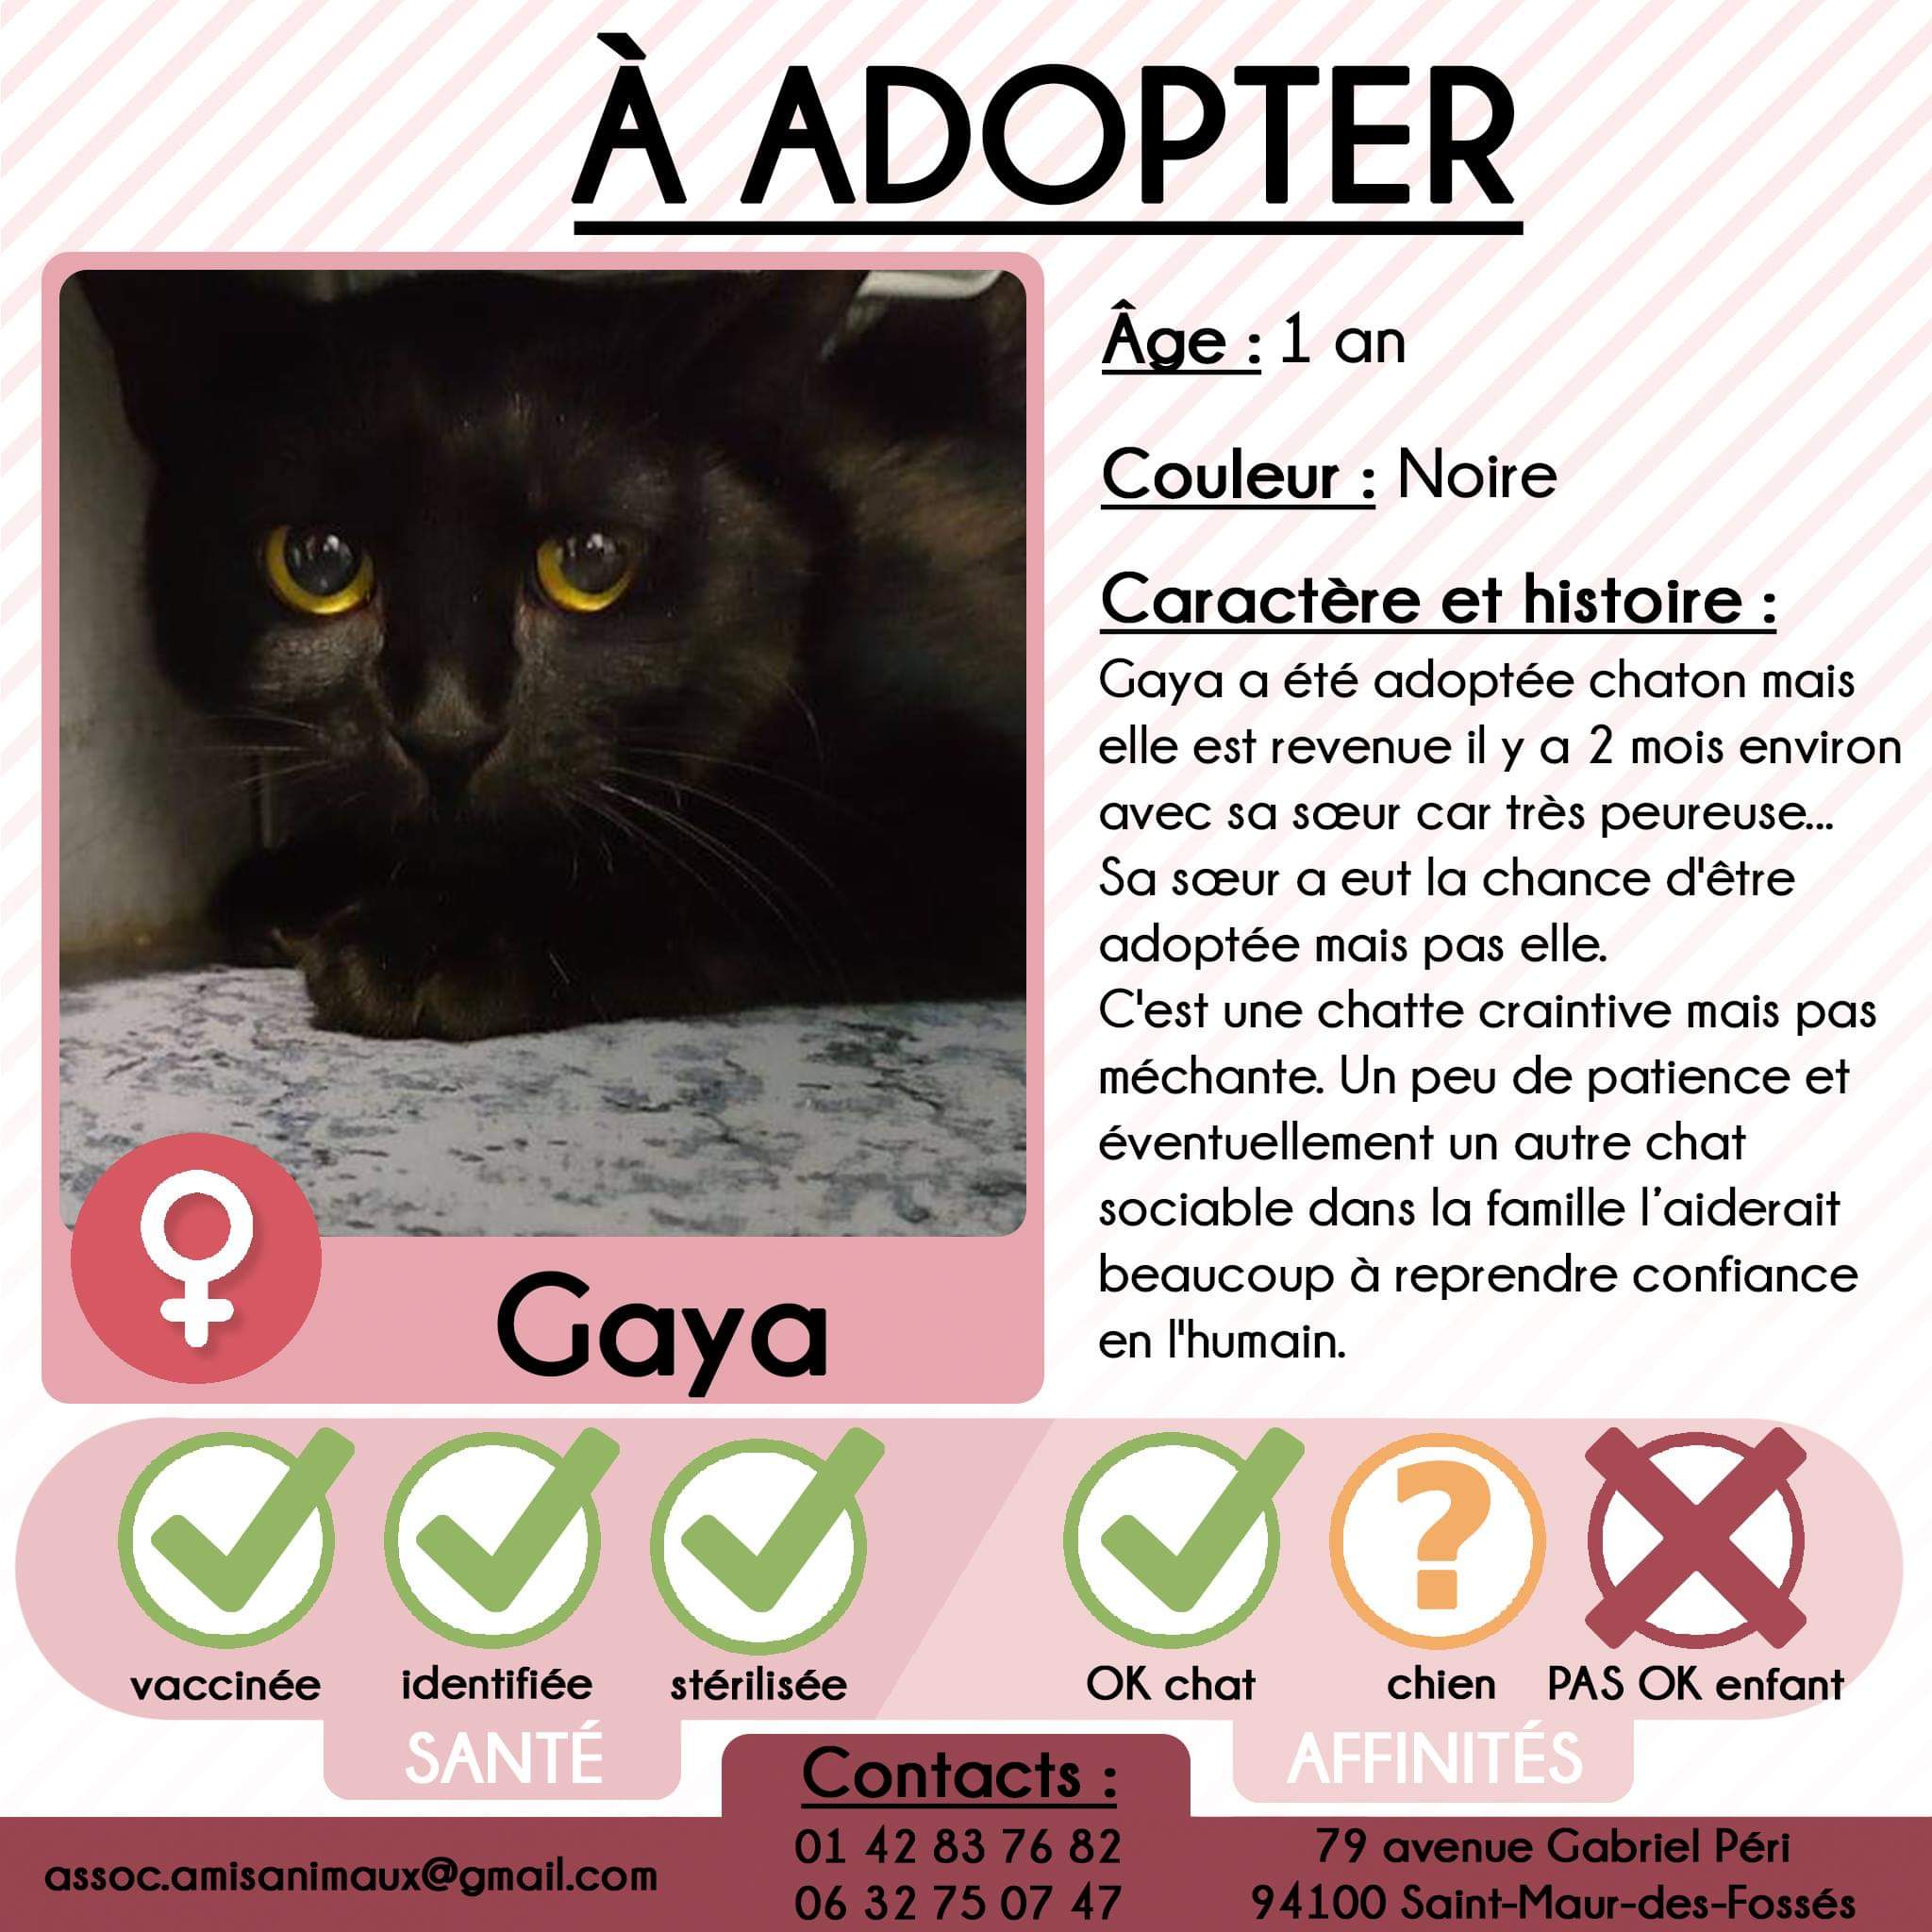 À ADOPTER
Âge : 1 an
Couleur : Noire
Caractère et histoire :
Gaya a été adoptée chaton mais
elle est revenue il y a 2 mois environ
avec sa sœur car très peureuse...
Sa sœur a eut la chance d'être
adoptée mais pas elle.
C'est une chatte craintive mais pas
méchante. Un peu de patience et
éventuellement un autre chat
sociable dans la famille l’aiderait
beaucoup à reprendre confiance
en l'humain.
Gaya
vaccinée identifiée stérilisée
SANTÉ
OK chat ? chien PAS OK enfant
AFFINITÉS
Contacts :
01 42 83 76 82
06 32 75 07 47
assoc.amisanimaux@gmail.com
79 avenue Gabriel Péri
94100 Saint-Maur-des-Fossés